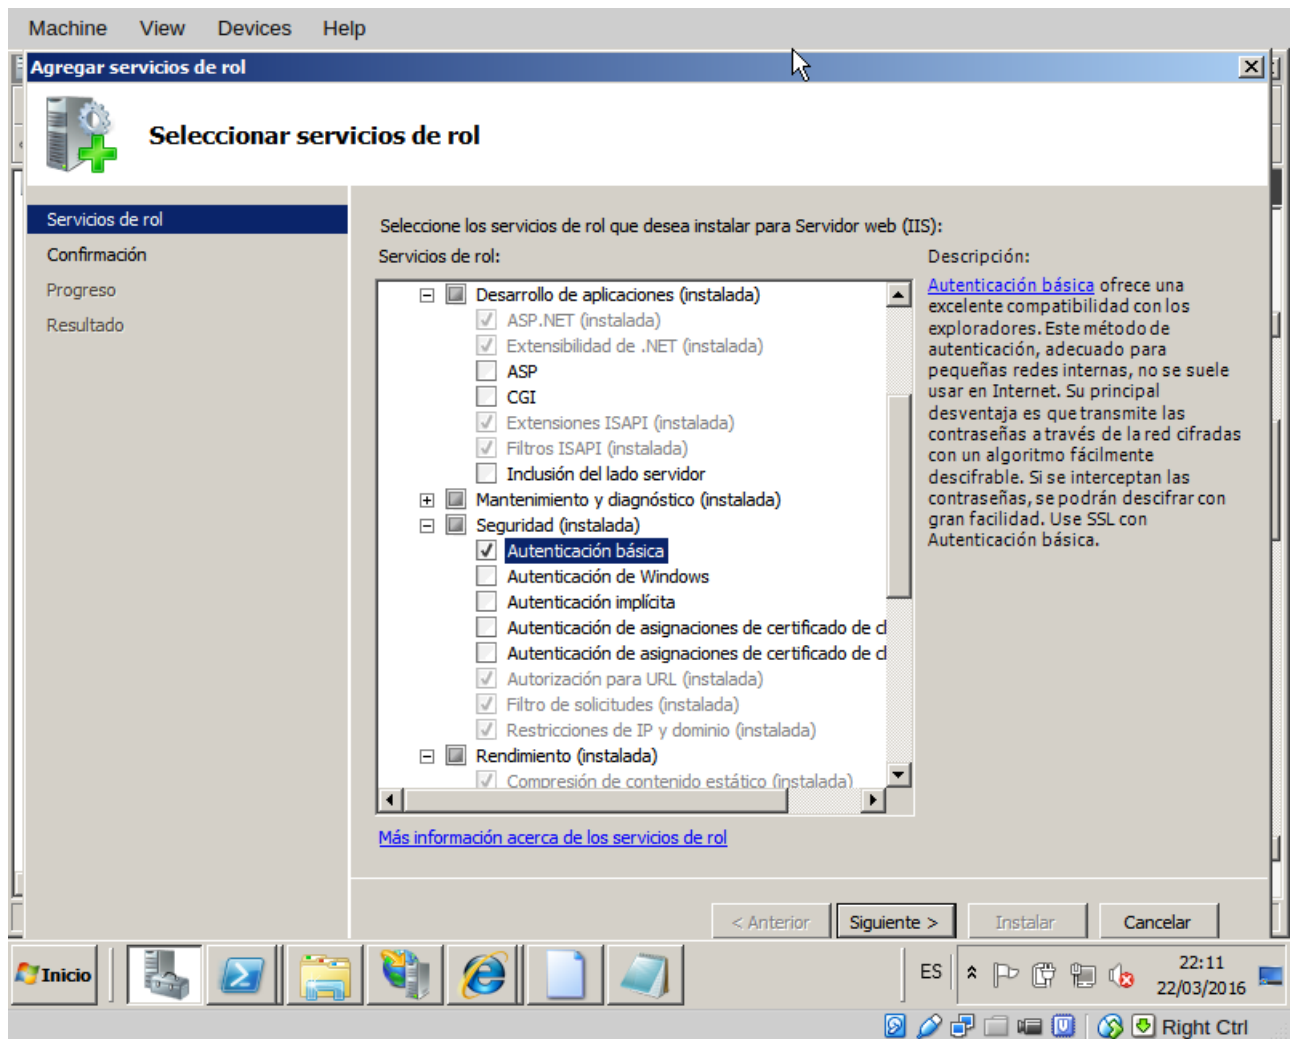 Machine View Devices Help
Agregar servicios de rol
Seleccionar servicios de rol
Servicios de rol
Confirmación
Progreso
Resultado
Seleccione los servicios de rol que desea instalar para Servidor web (IIS):
Servicios de rol:
Desarrollo de aplicaciones (instalada)
ASP.NET (instalada)
Extensibilidad de .NET (instalada)
ASP
CGI
Extensiones ISAPI (instalada)
Filtros ISAPI (instalada)
Inclusión del lado servidor
Mantenimiento y diagnóstico (instalada)
Seguridad (instalada)
Autenticación básica
Autenticación de Windows
Autenticación implícita
Autenticación de asignaciones de certificado de cl
Autenticación de asignaciones de certificado de cl
Autorización para URL (instalada)
Filtro de solicitudes (instalada)
Restricciones de IP y dominio (instalada)
Rendimiento (instalada)
Compresión de contenido estático (instalada)
Más información acerca de los servicios de rol
Descripción:
Autenticación básica ofrece una
excelente compatibilidad con los
exploradores. Este método de
autenticación, adecuado para
pequeñas redes internas, no se suele
usar en Internet. Su principal
desventaja es que transmite las
contraseñas a través de la red cifradas
con un algoritmo fácilmente
descifrable. Si se interceptan las
contraseñas, se podrán descifrar con
gran facilidad. Use SSL con
Autenticación básica.
< Anterior Siguiente > Instalar Cancelar
Inicio
ES
22:11
22/03/2016
Right Ctrl